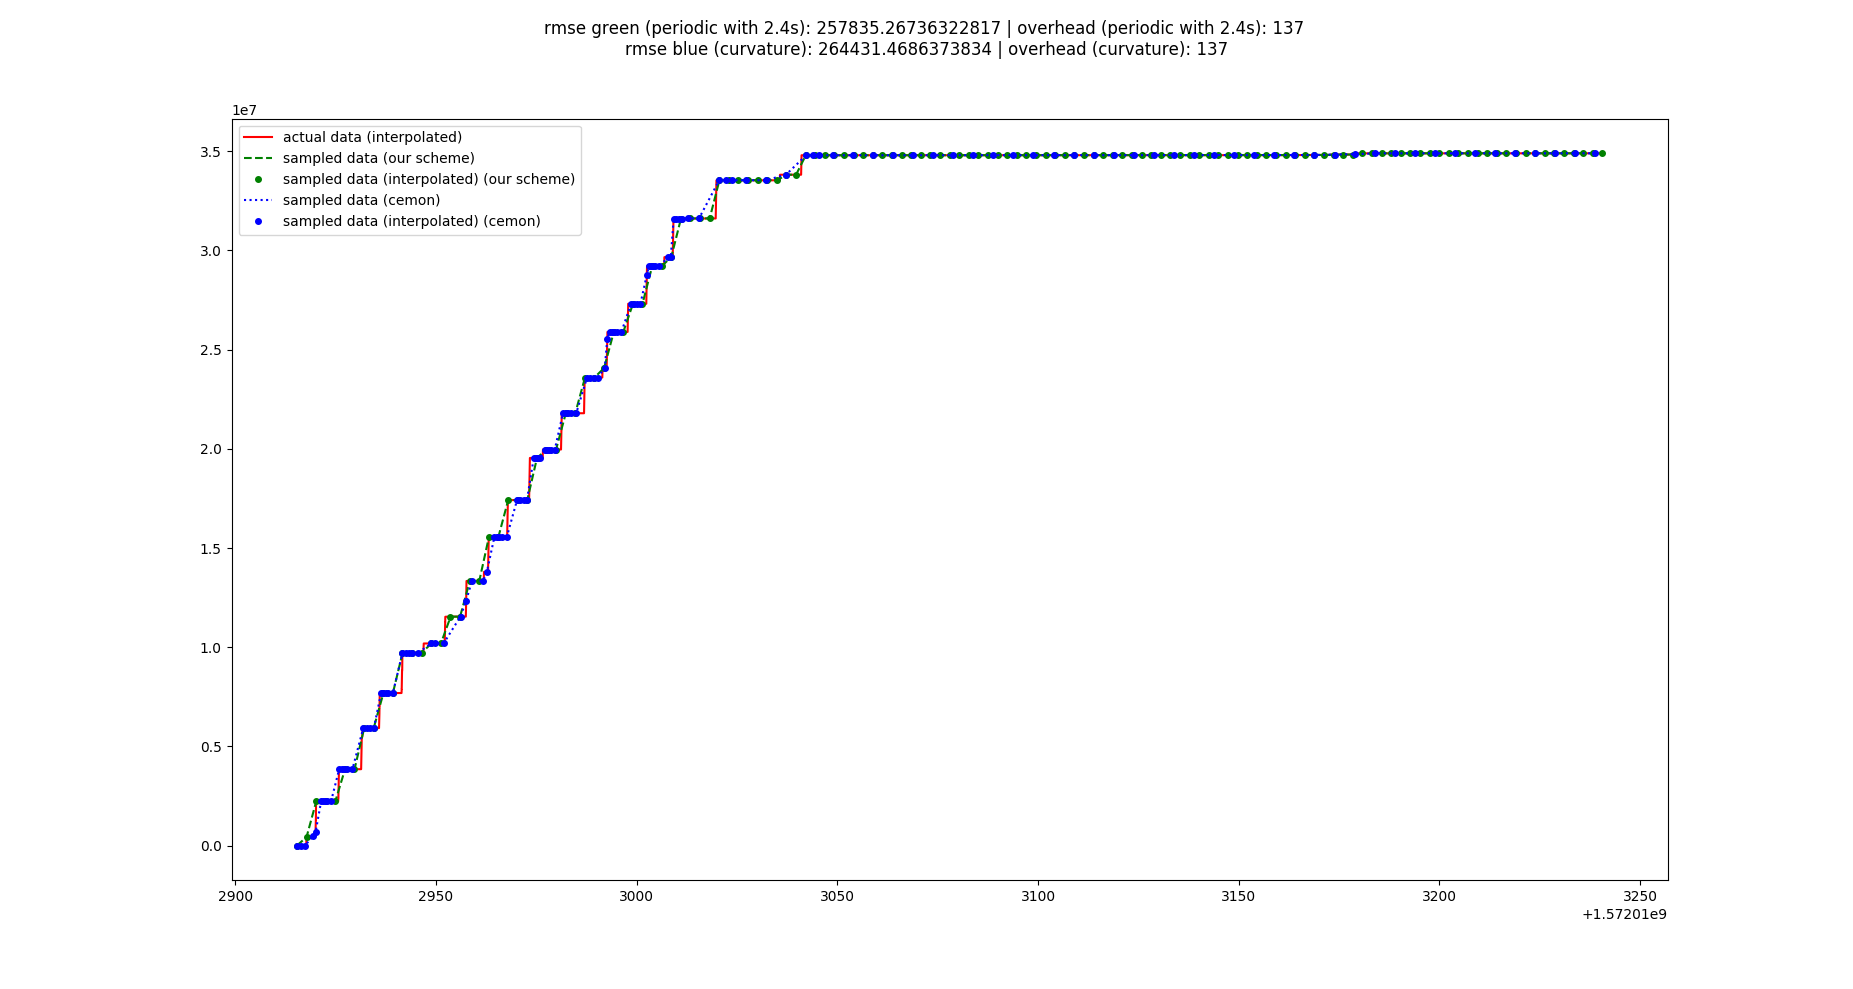 rmse green (periodic with 2.4s): 257835.26736322817 | overhead (periodic with 2.4s): 137
rmse blue (curvature): 264431.4686373834 | overhead (curvature): 137
1e7
actual data (interpolated)
sampled data (our scheme)
sampled data (interpolated) (our scheme)
sampled data (cemon)
sampled data (interpolated) (cemon)
3.5
3.0
2.5
2.0
1.5
1.0
0.5
0.0
2900 2950 3000 3050 3100 3150 3200 3250
+1.57201e9